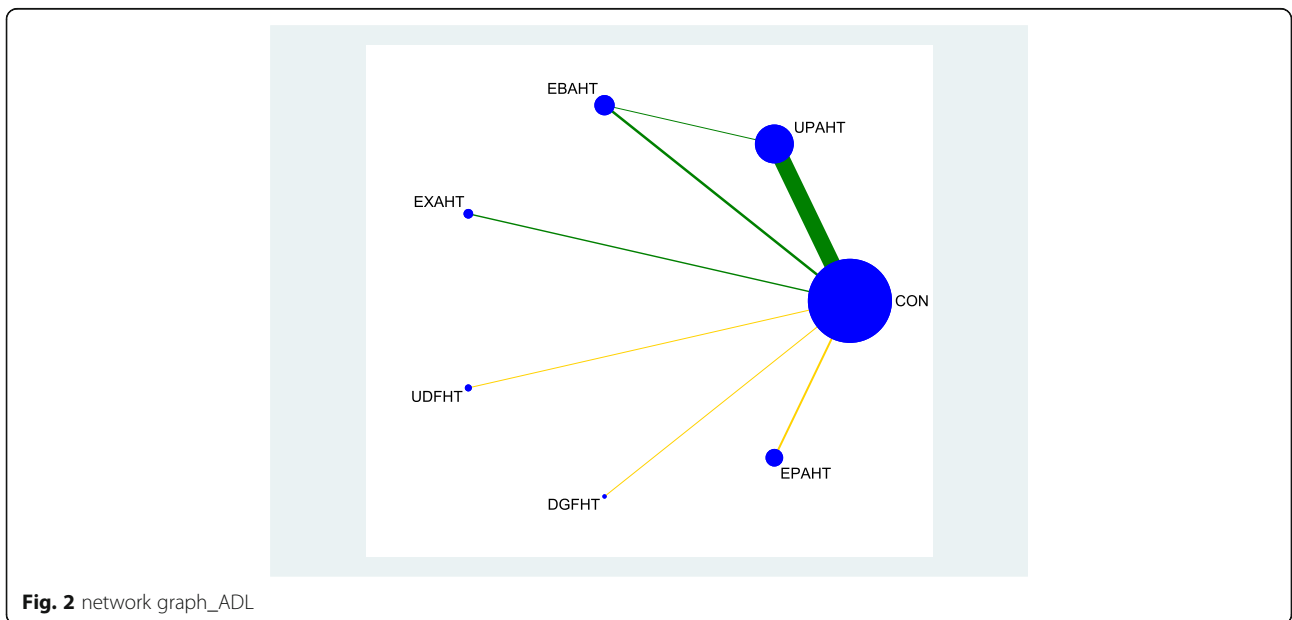 EBAHT
UPAHT
EXAHT
CON
UDFHT
EPAHT
DGFHT
Fig. 2 network graph_ADL